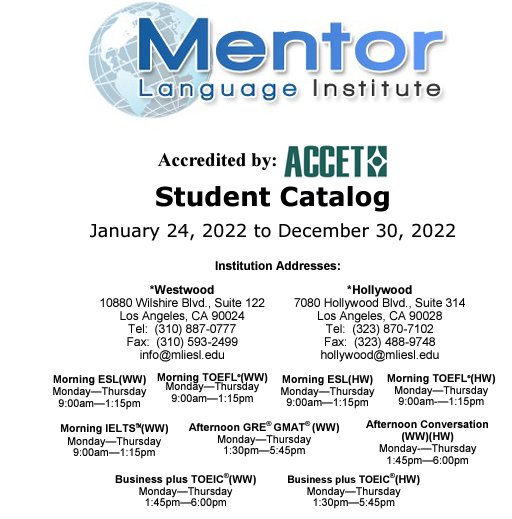 Mentor
Language Institute
Accredited by: ACCET
Student Catalog
January 24, 2022 to December 30, 2022
Institution Addresses:
*Westwood
10880 Wilshire Blvd., Suite 122
Los Angeles, CA 90024
Tel: (310) 887-0777
Fax: (310) 593-2499
info@mliesl.edu
*Hollywood
7080 Hollywood Blvd., Suite 314
Los Angeles, CA 90028
Tel: (323) 870-7102
Fax: (323) 488-9748
hollywood@mliesl.edu
Morning ESL(WW)
Monday—Thursday
9:00am—1:15pm
Morning TOEFL®(WW)
Monday—Thursday
9:00am—1:15pm
Morning ESL(HW)
Monday—Thursday
9:00am—1:15pm
Morning TOEFL®(HW)
Monday—Thursday
9:00am-—1:15pm
Morning IELTS™(WW)
Monday—Thursday
9:00am—1:15pm
Afternoon GRE® GMAT® (WW)
Monday—Thursday
1:30pm—5:45pm
Afternoon Conversation
(WW)(HW)
Monday-—Thursday
1:45pm—6:00pm
Business plus TOEIC®(WW)
Monday—Thursday
1:45pm—6:00pm
Business plus TOEIC®(HW)
Monday—Thursday
1:30pm—5:45pm